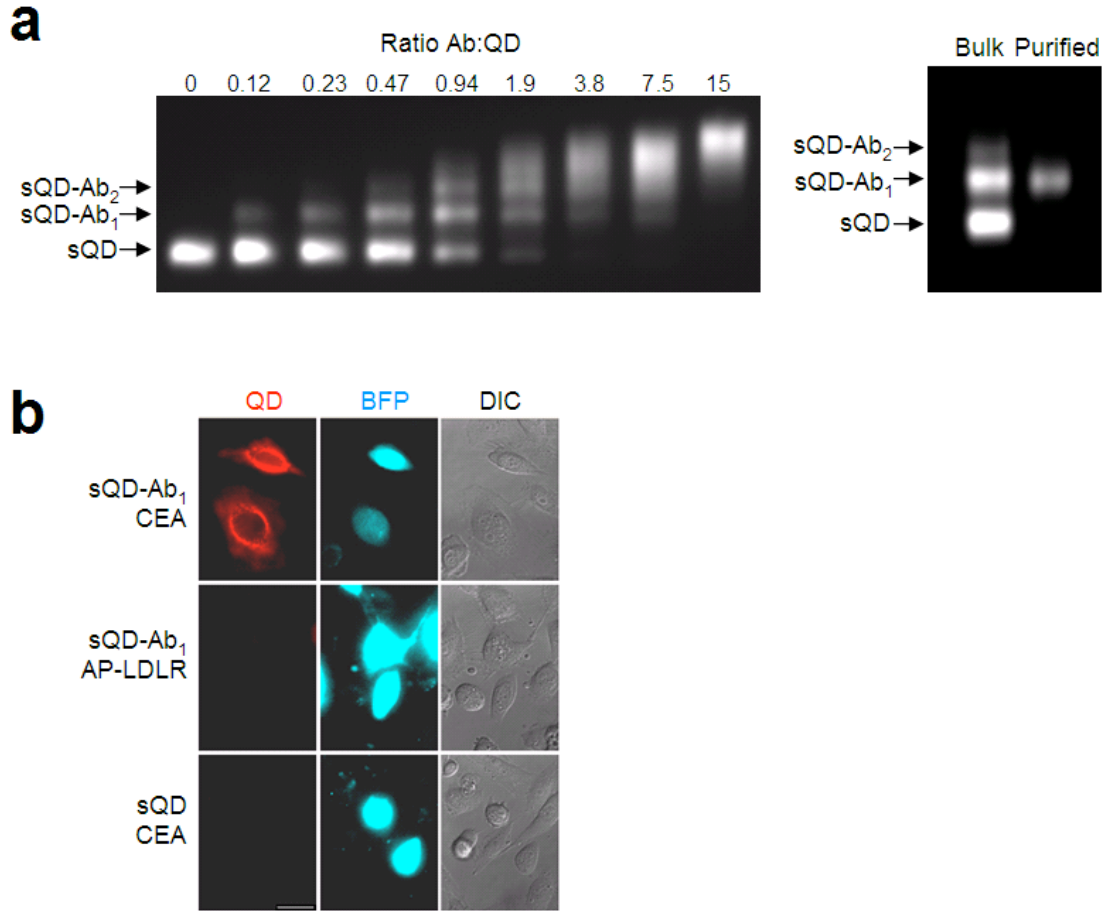 a
Ratio Ab:QD
0 0.12 0.23 0.47 0.94 1.9 3.8 7.5 15
sQD-Ab₂
sQD-Ab₁
sQD
Bulk Purified
sQD-Ab₂
sQD-Ab₁
sQD
b
QD BFP DIC
sQD-Ab₁
CEA
sQD-Ab₁
AP-LDLR
sQD
CEA